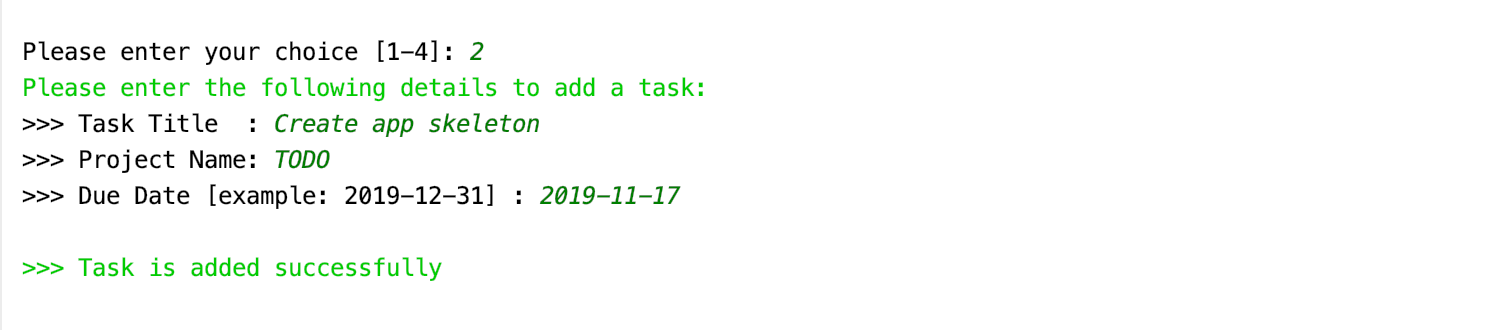 Please enter your choice [1-4]: 2
Please enter the following details to add a task:
>>> Task Title  : Create app skeleton
>>> Project Name: TODO
>>> Due Date [example: 2019-12-31] : 2019-11-17
>>> Task is added successfully